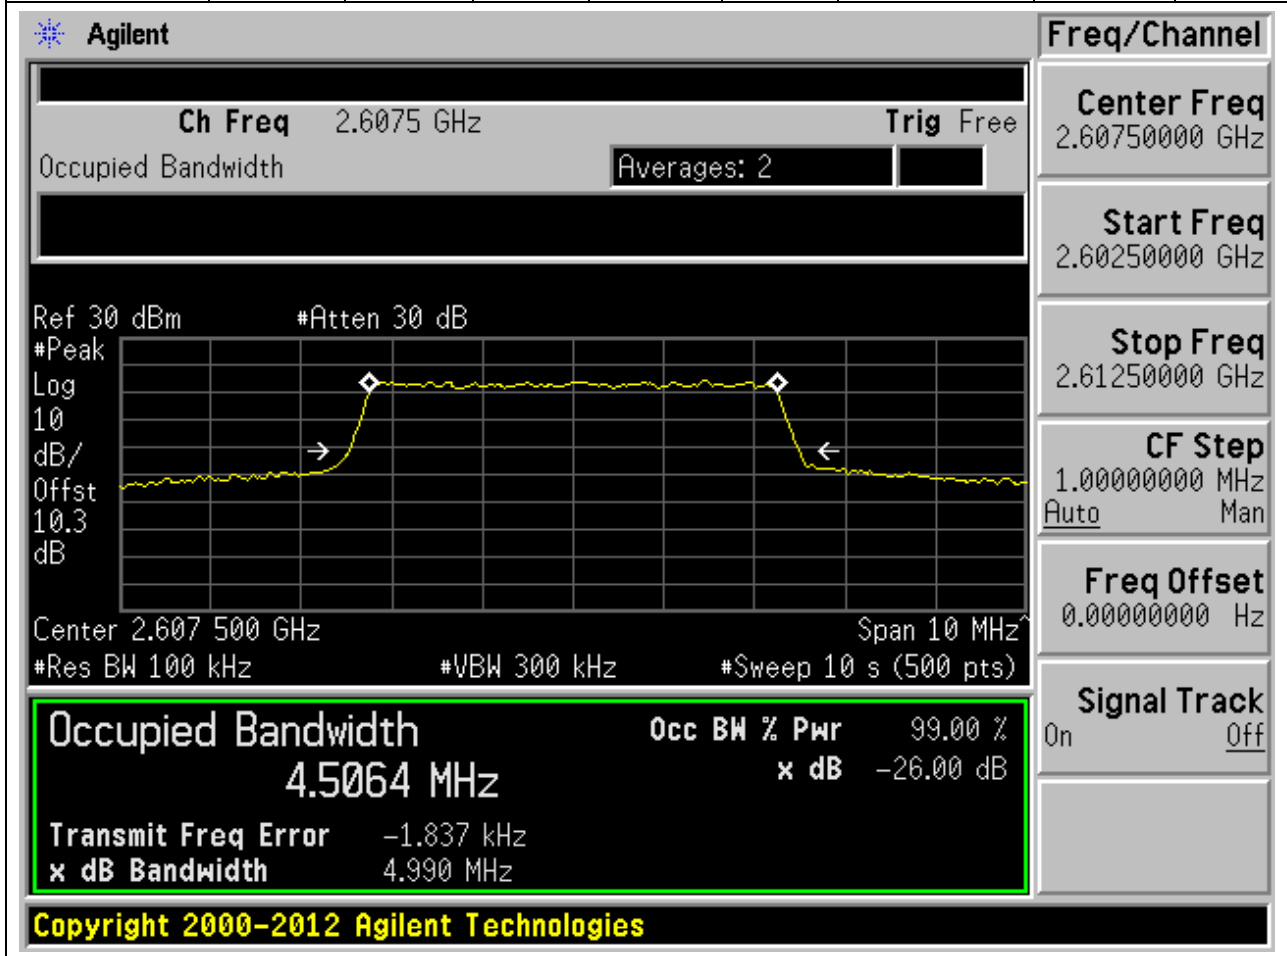 Agilent
Freq/Channel
Ch Freq 2.6075 GHz Trig Free
Occupied Bandwidth Averages: 2
Ref 30 dBm #Atten 30 dB
#Peak
Log
10
dB/
Offst
10.3
dB
Center 2.607 500 GHz Span 10 MHz^
#Res BW 100 kHz #VBW 300 kHz #Sweep 10 s (500 pts)
Occupied Bandwidth Occ BW % Pwr 99.00 %
4.5064 MHz x dB -26.00 dB
Transmit Freq Error -1.837 kHz
x dB Bandwidth 4.990 MHz
Copyright 2000-2012 Agilent Technologies
Center Freq
2.60750000 GHz
Start Freq
2.60250000 GHz
Stop Freq
2.61250000 GHz
CF Step
1.00000000 MHz
Auto Man
Freq Offset
0.00000000 Hz
Signal Track
On Off